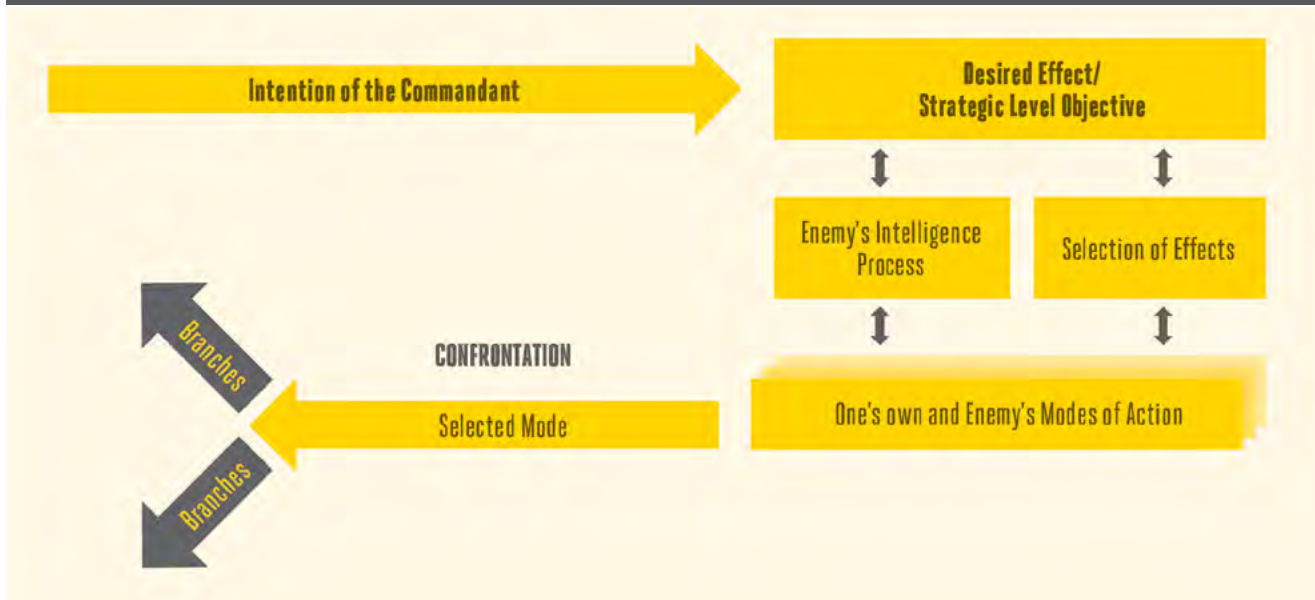 Intention of the Commandant
Desired Effect/
Strategic Level Objective
Enemy's Intelligence
Process
Selection of Effects
Branches
CONFRONTATION
Selected Mode
One's own and Enemy's Modes of Action
Branches